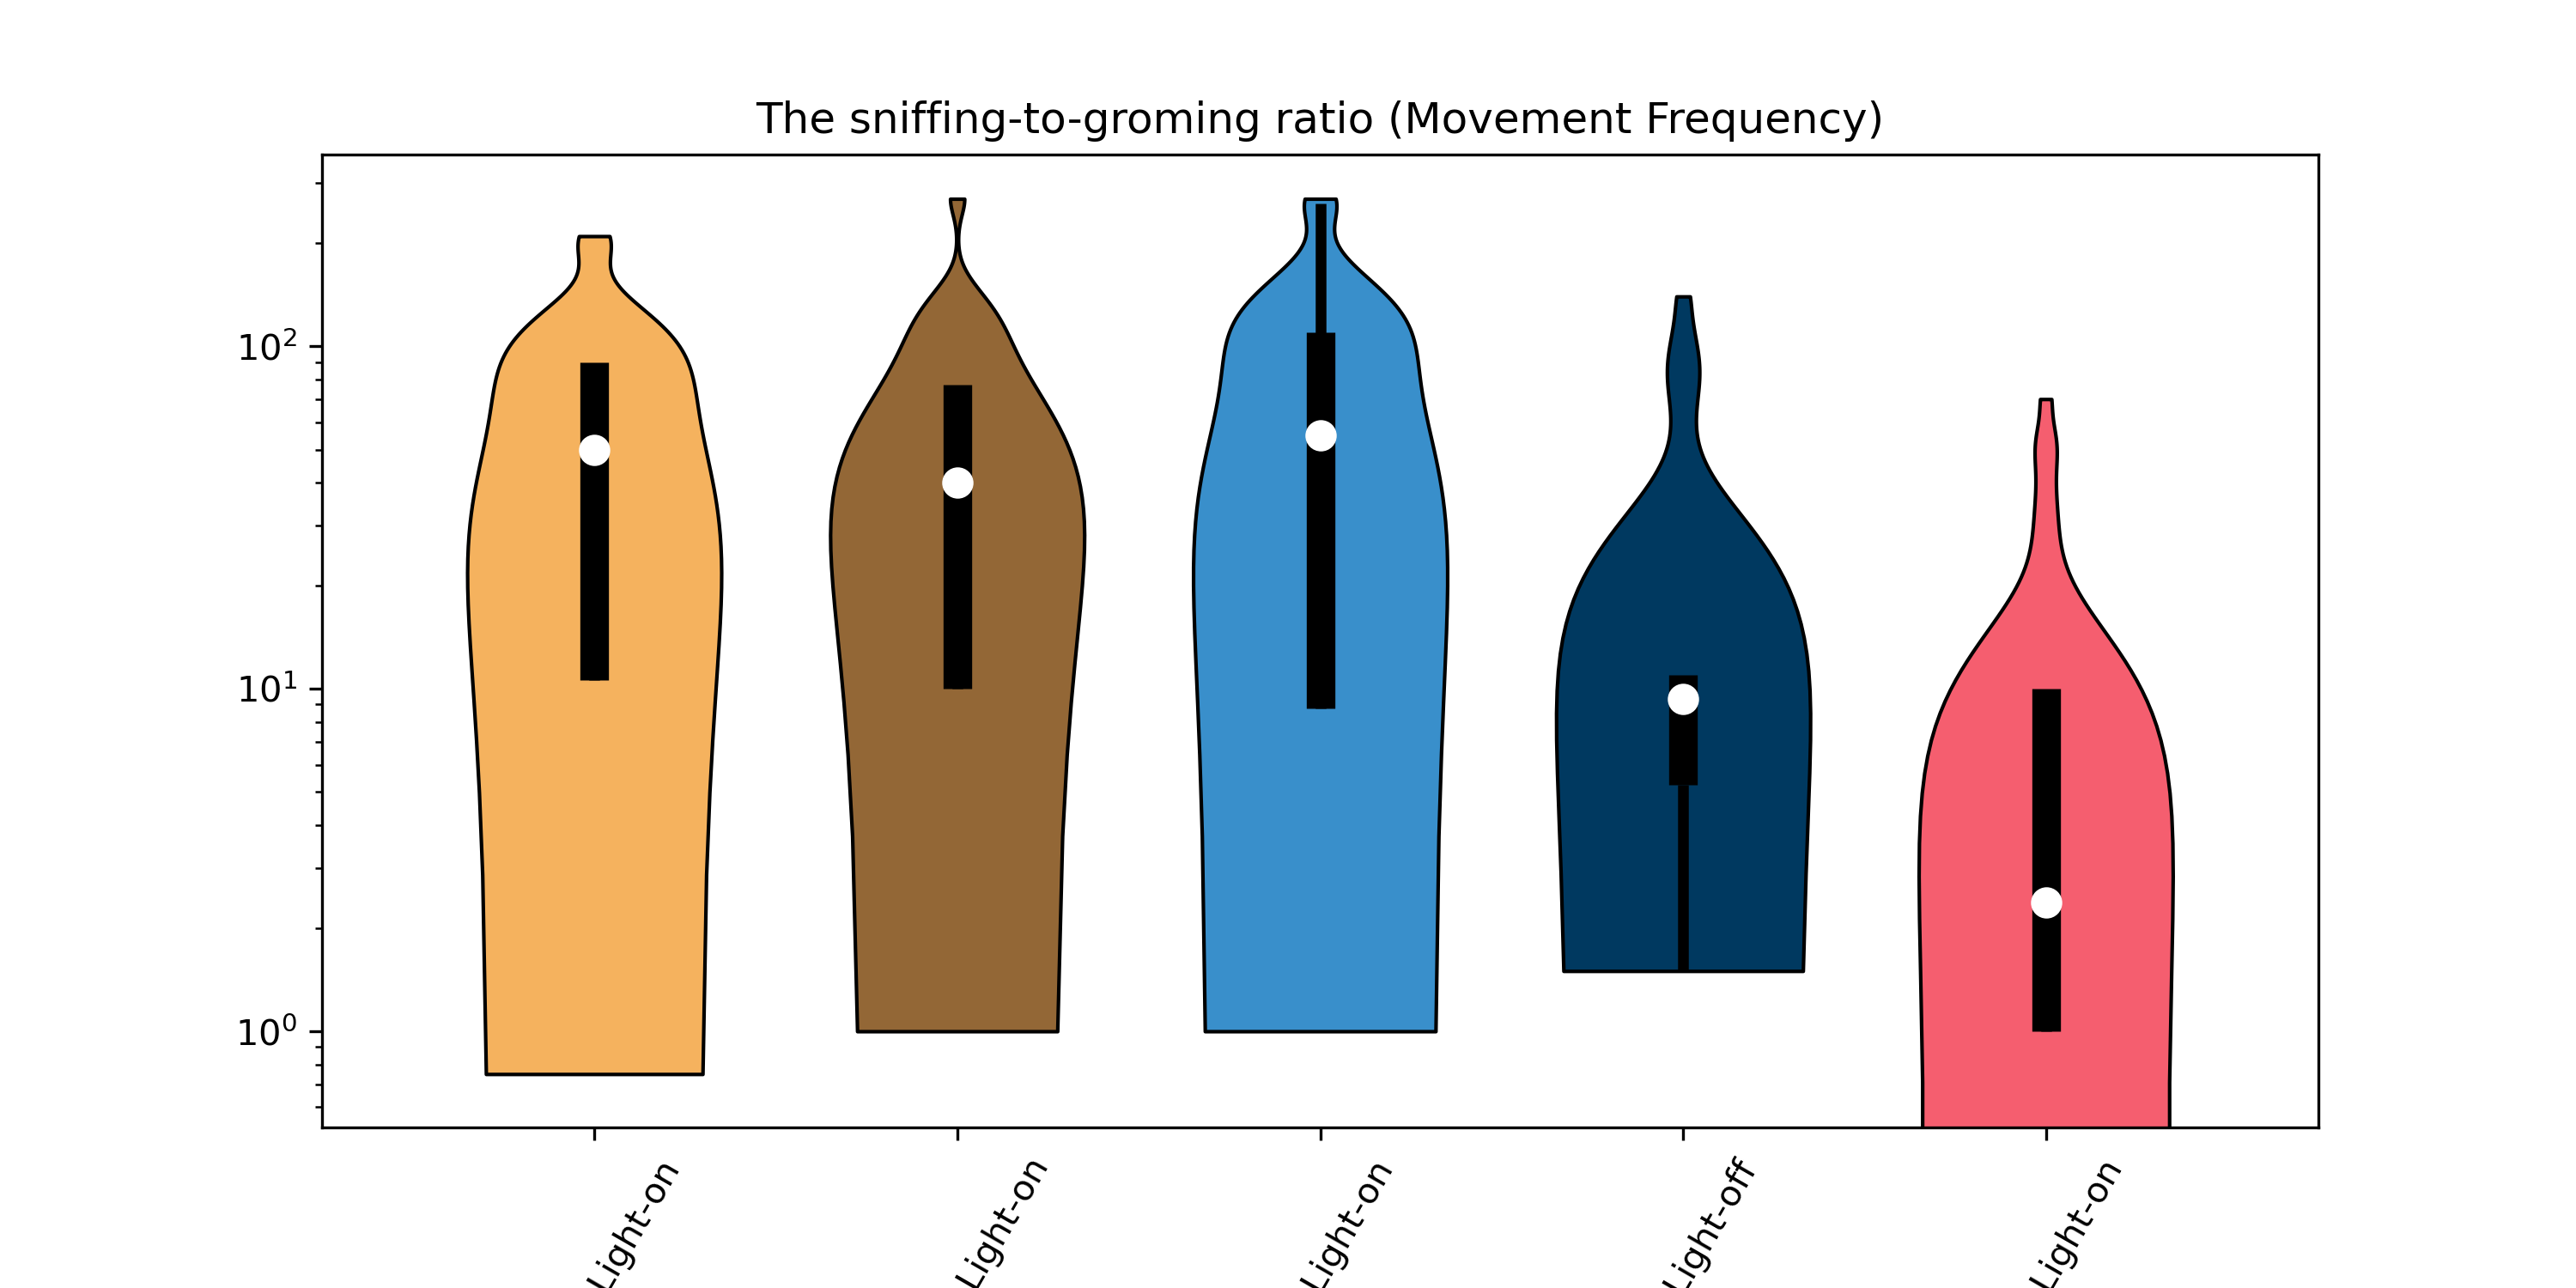 The sniffing-to-groming ratio (Movement Frequency)
10²
10¹
10⁰
Light-on
Light-on
Light-on
Light-off
Light-on